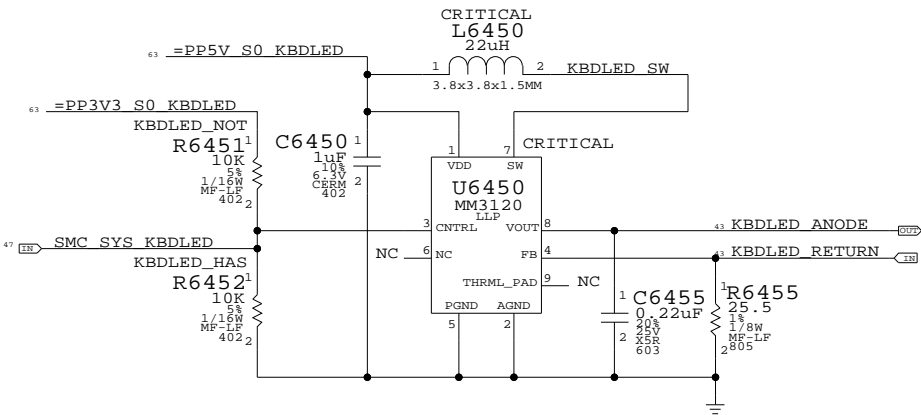 CRITICAL
L6450
22uH
63 =PP5V_S0_KBDLED
1 2 KBDLED_SW
3.8x3.8x1.5MM
63 =PP3V3_S0_KBDLED
KBDLED_NOT
R6451 1
10K
5%
1/16W
MF-LF
402 2
C6450 1
1uF
10%
6.3V
CERM
402
2
1 7 CRITICAL
VDD SW
U6450
MM3120
LLP
3 CNTRL VOUT 8
43 KBDLED_ANODE OUT
47 IN SMC_SYS_KBDLED
NC 6 NC FB 4
43 KBDLED_RETURN IN
KBDLED_HAS
R6452 1
10K
5%
1/16W
MF-LF
402 2
THRML_PAD 9 NC
PGND AGND
5 2
1 C6455
0.22uF
20%
25V
2 X5R
603
1 R6455
25.5
1%
1/8W
MF-LF
2 805